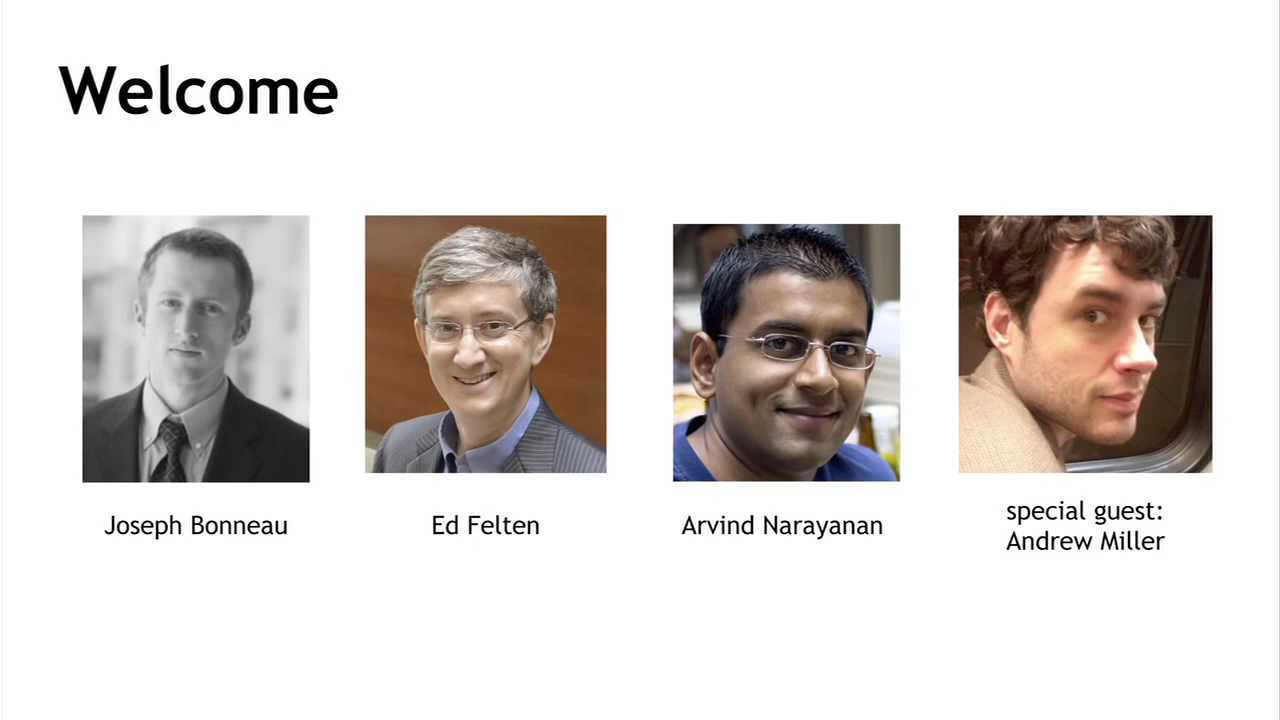 Welcome
Joseph Bonneau
Ed Felten
Arvind Narayanan
special guest:
Andrew Miller